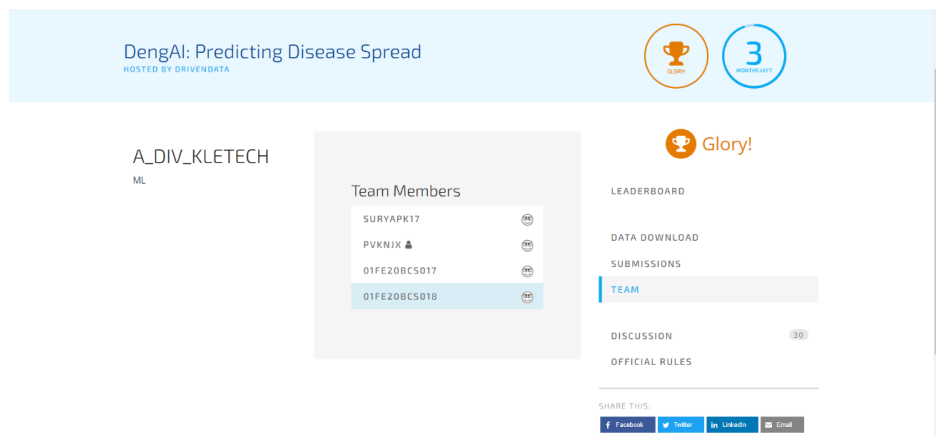 DengAI: Predicting Disease Spread
HOSTED BY DRIVENDATA
GLORY!
3
MONTHS LEFT
A_DIV_KLETECH
ML
Team Members
SURYAPK17
PVKNJX
01FE20BCS017
01FE20BCS018
Glory!
LEADERBOARD
DATA DOWNLOAD
SUBMISSIONS
TEAM
DISCUSSION 30
OFFICIAL RULES
SHARE THIS:
Facebook Twitter LinkedIn Email